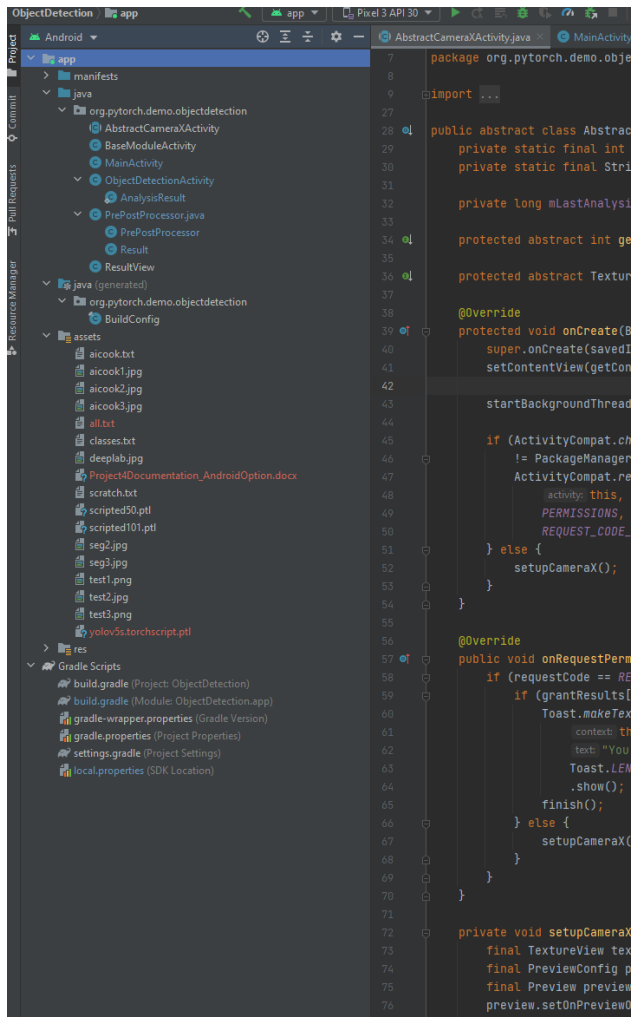 ObjectDetection app
app Pixel 3 API 30
Project
Commit
Pull Requests
Resource Manager
Android
app
manifests
java
org.pytorch.demo.objectdetection
AbstractCameraXActivity
BaseModuleActivity
MainActivity
ObjectDetectionActivity
AnalysisResult
PrePostProcessor.java
PrePostProcessor
Result
ResultView
java (generated)
org.pytorch.demo.objectdetection
BuildConfig
assets
aicook.txt
aicook1.jpg
aicook2.jpg
aicook3.jpg
all.txt
classes.txt
deeplab.jpg
Project4Documentation_AndroidOption.docx
scratch.txt
scripted50.ptl
scripted101.ptl
seg2.jpg
seg3.jpg
test1.png
test2.jpg
test3.png
yolov5s.torchscript.ptl
res
Gradle Scripts
build.gradle (Project: ObjectDetection)
build.gradle (Module: ObjectDetection.app)
gradle-wrapper.properties (Gradle Version)
gradle.properties (Project Properties)
settings.gradle (Project Settings)
local.properties (SDK Location)
AbstractCameraXActivity.java MainActivity
7 package org.pytorch.demo.obje
8
9 import ...
27
28 public abstract class Abstrac
29 private static final int
30 private static final Stri
31
32 private long mLastAnalysi
33
34 protected abstract int ge
35
36 protected abstract Textur
37
38 @Override
39 protected void onCreate(B
40 super.onCreate(savedI
41 setContentView(getCon
42
43 startBackgroundThread
44
45 if (ActivityCompat.ch
46 != PackageManager
47 ActivityCompat.re
48 activity: this,
49 PERMISSIONS,
50 REQUEST_CODE_
51 } else {
52 setupCameraX();
53 }
54 }
55
56 @Override
57 public void onRequestPerm
58 if (requestCode == RE
59 if (grantResults[
60 Toast.makeTex
61 context: th
62 text: "You
63 Toast.LEN
64 .show();
65 finish();
66 } else {
67 setupCameraX(
68 }
69 }
70 }
71
72 private void setupCameraX
73 final TextureView tex
74 final PreviewConfig p
75 final Preview preview
76 preview.setOnPreviewO